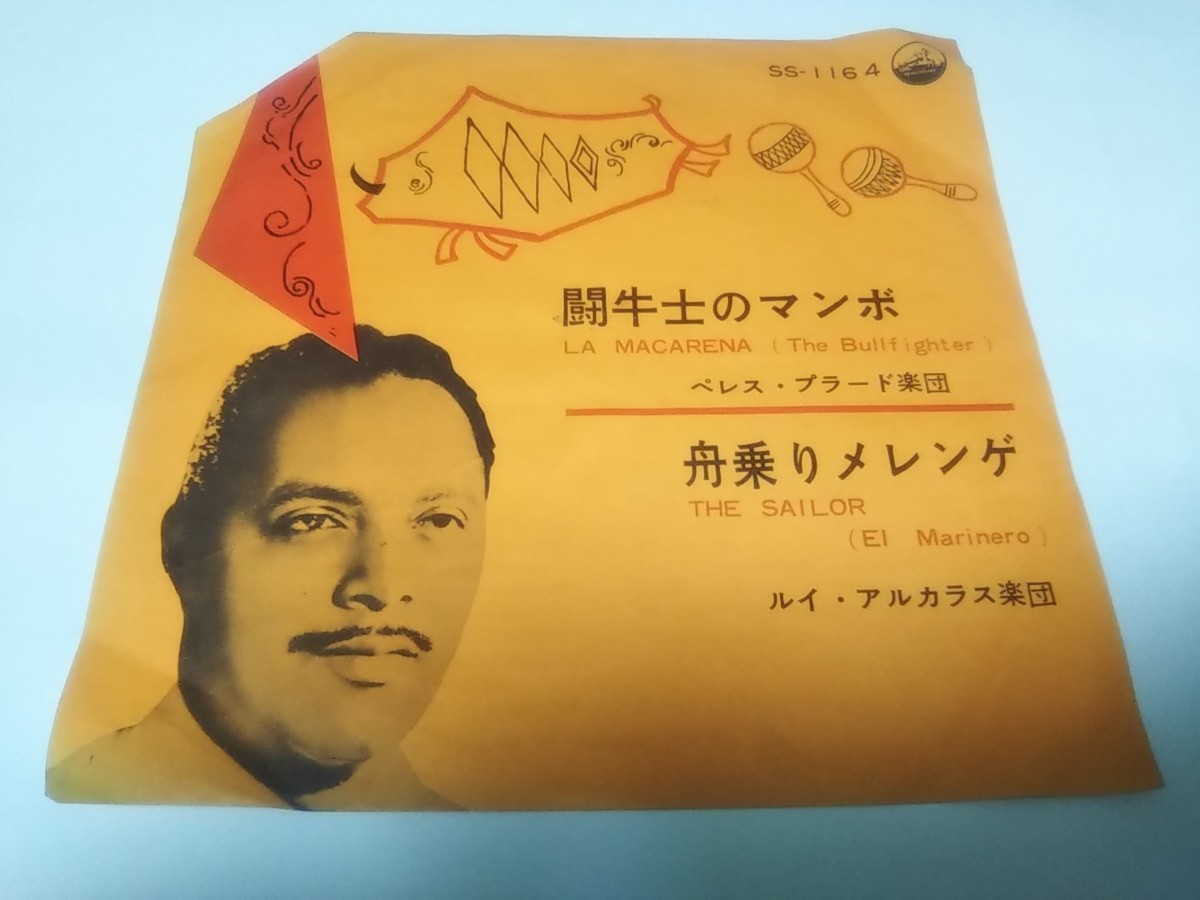 SS-1164
闘牛士のマンボ
LA MACARENA (The Bullfighter)
ペレス・プラード楽団
舟乗りメレンゲ
THE SAILOR
(El Marinero)
ルイ・アルカラス楽団